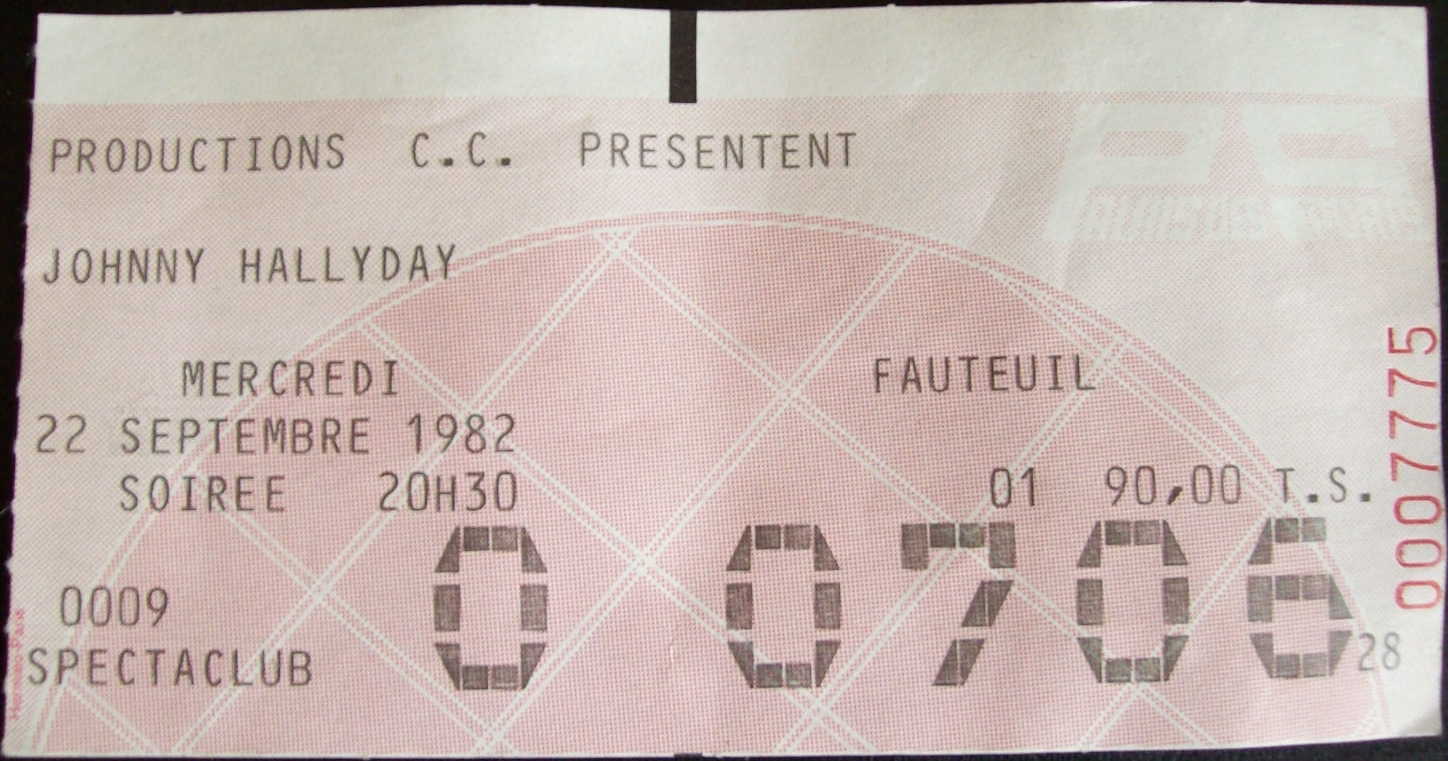 PRODUCTIONS C.C. PRESENTENT
JOHNNY HALLYDAY
MERCREDI
FAUTEUIL
22 SEPTEMBRE 1982
SOIREE 20H30
01 90,00 T.S.
0 0706
0009
28
SPECTACLUB
0007775